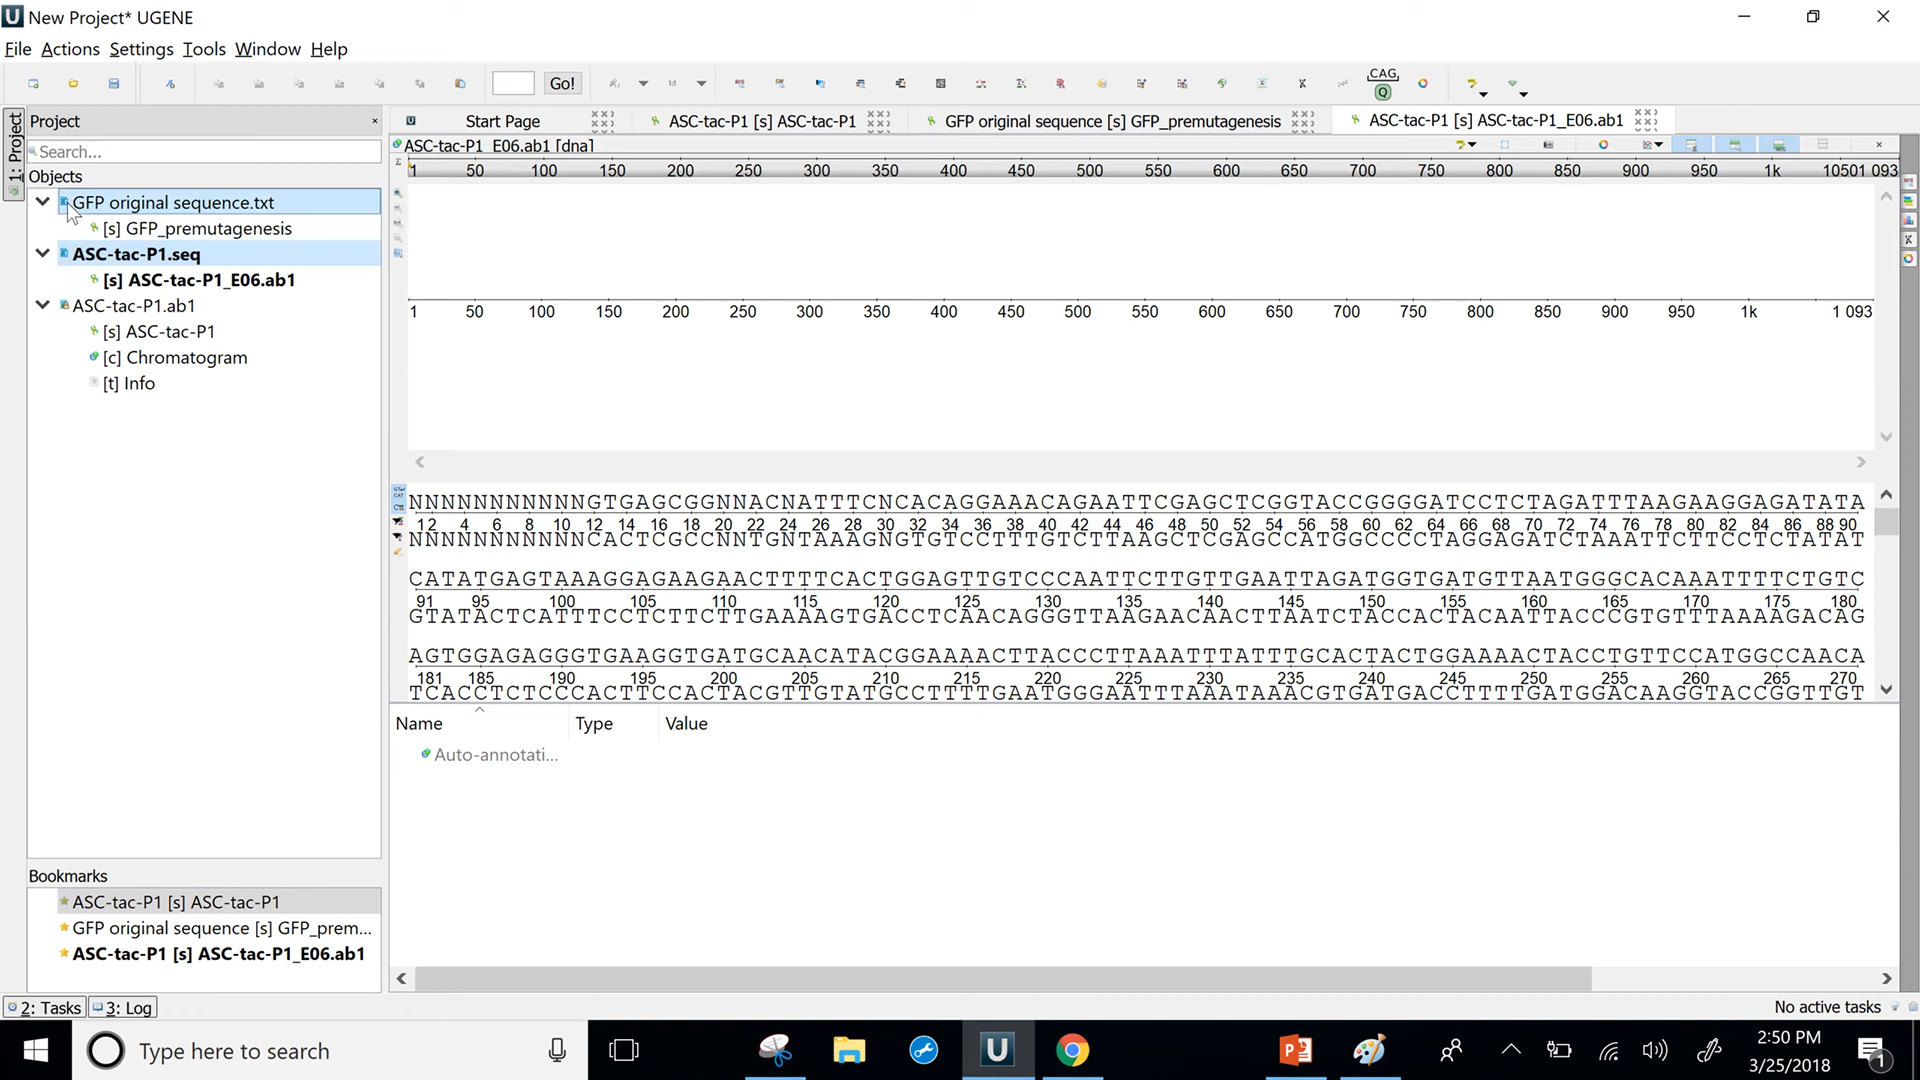 New Project* UGENE
File Actions Settings Tools Window Help
Go!
CAG
Q
1: Project
Project
Start Page
ASC-tac-P1 [s] ASC-tac-P1
GFP original sequence [s] GFP_premutagenesis
ASC-tac-P1 [s] ASC-tac-P1_E06.ab1
Search...
ASC-tac-P1_E06.ab1 [dna]
1 50 100 150 200 250 300 350 400 450 500 550 600 650 700 750 800 850 900 950 1k 10501 093
Objects
GFP original sequence.txt
[s] GFP_premutagenesis
ASC-tac-P1.seq
[s] ASC-tac-P1_E06.ab1
ASC-tac-P1.ab1
[s] ASC-tac-P1
[c] Chromatogram
[t] Info
1 50 100 150 200 250 300 350 400 450 500 550 600 650 700 750 800 850 900 950 1k 1 093
NNNNNNNNNNNGTGAGCGGNNACNATTTCNCACAGGAAACAGAATTCGAGCTCGGTACCGGGGATCCTCTAGATTTAAGAAGGAGATATA
12 4 6 8 10 12 14 16 18 20 22 24 26 28 30 32 34 36 38 40 42 44 46 48 50 52 54 56 58 60 62 64 66 68 70 72 74 76 78 80 82 84 86 88 90
NNNNNNNNNNNCACTCGCCNNTGNTAAAGNGTGTCCTTTGTCTTAAGCTCGAGCCATGGCCCCTAGGAGATCTAAATTCTTCCTCTATAT
CATATGAGTAAAGGAGAAGAACTTTTCACTGGAGTTGTCCCAATTCTTGTTGAATTAGATGGTGATGTTAATGGGCACAAATTTTCTGTC
91 95 100 105 110 115 120 125 130 135 140 145 150 155 160 165 170 175 180
GTATACTCATTTCCTCTTCTTGAAAAGTGACCTCAACAGGGTTAAGAACAACTTAATCTACCACTACAATTACCCGTGTTTAAAAGACAG
AGTGGAGAGGGTGAAGGTGATGCAACATACGGAAAACTTACCCTTAAATTTATTTGCACTACTGGAAAACTACCTGTTCCATGGCCAACA
181 185 190 195 200 205 210 215 220 225 230 235 240 245 250 255 260 265 270
TCACCTCTCCCACTTCCACTACGTTGTATGCCTTTTGAATGGGAATTTAAATAAACGTGATGACCTTTTGATGGACAAGGTACCGGTTGT
Name Type Value
Auto-annotati...
Bookmarks
ASC-tac-P1 [s] ASC-tac-P1
GFP original sequence [s] GFP_prem...
ASC-tac-P1 [s] ASC-tac-P1_E06.ab1
2: Tasks 3: Log
No active tasks
Type here to search
2:50 PM
3/25/2018
1